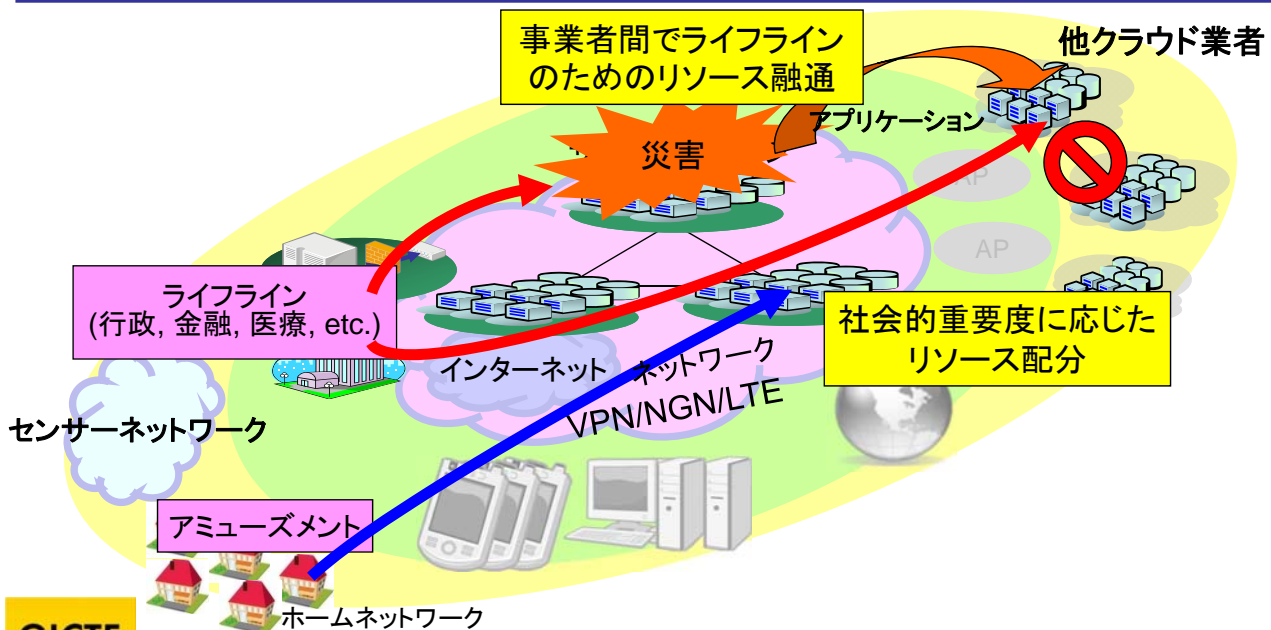 事業者間でライフライン
のためのリソース融通
他クラウド業者
アプリケーション
災害
AP
AP
ライフライン
(行政, 金融, 医療, etc.)
社会的重要度に応じた
リソース配分
インターネット
ネットワーク
VPN/NGN/LTE
センサーネットワーク
アミューズメント
ホームネットワーク